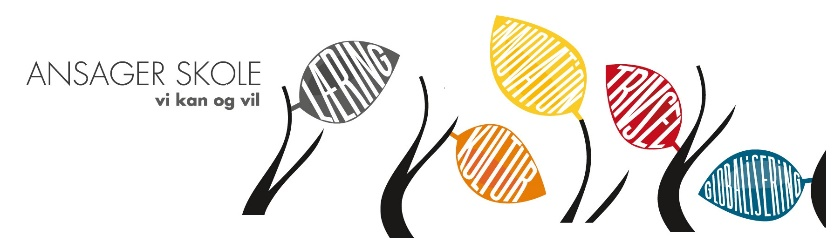 ANSAGER SKOLE
vi kan og vil
LÆRING
KULTUR
iNNOVATiON
TRiVSEL
GLOBALiSERiNG